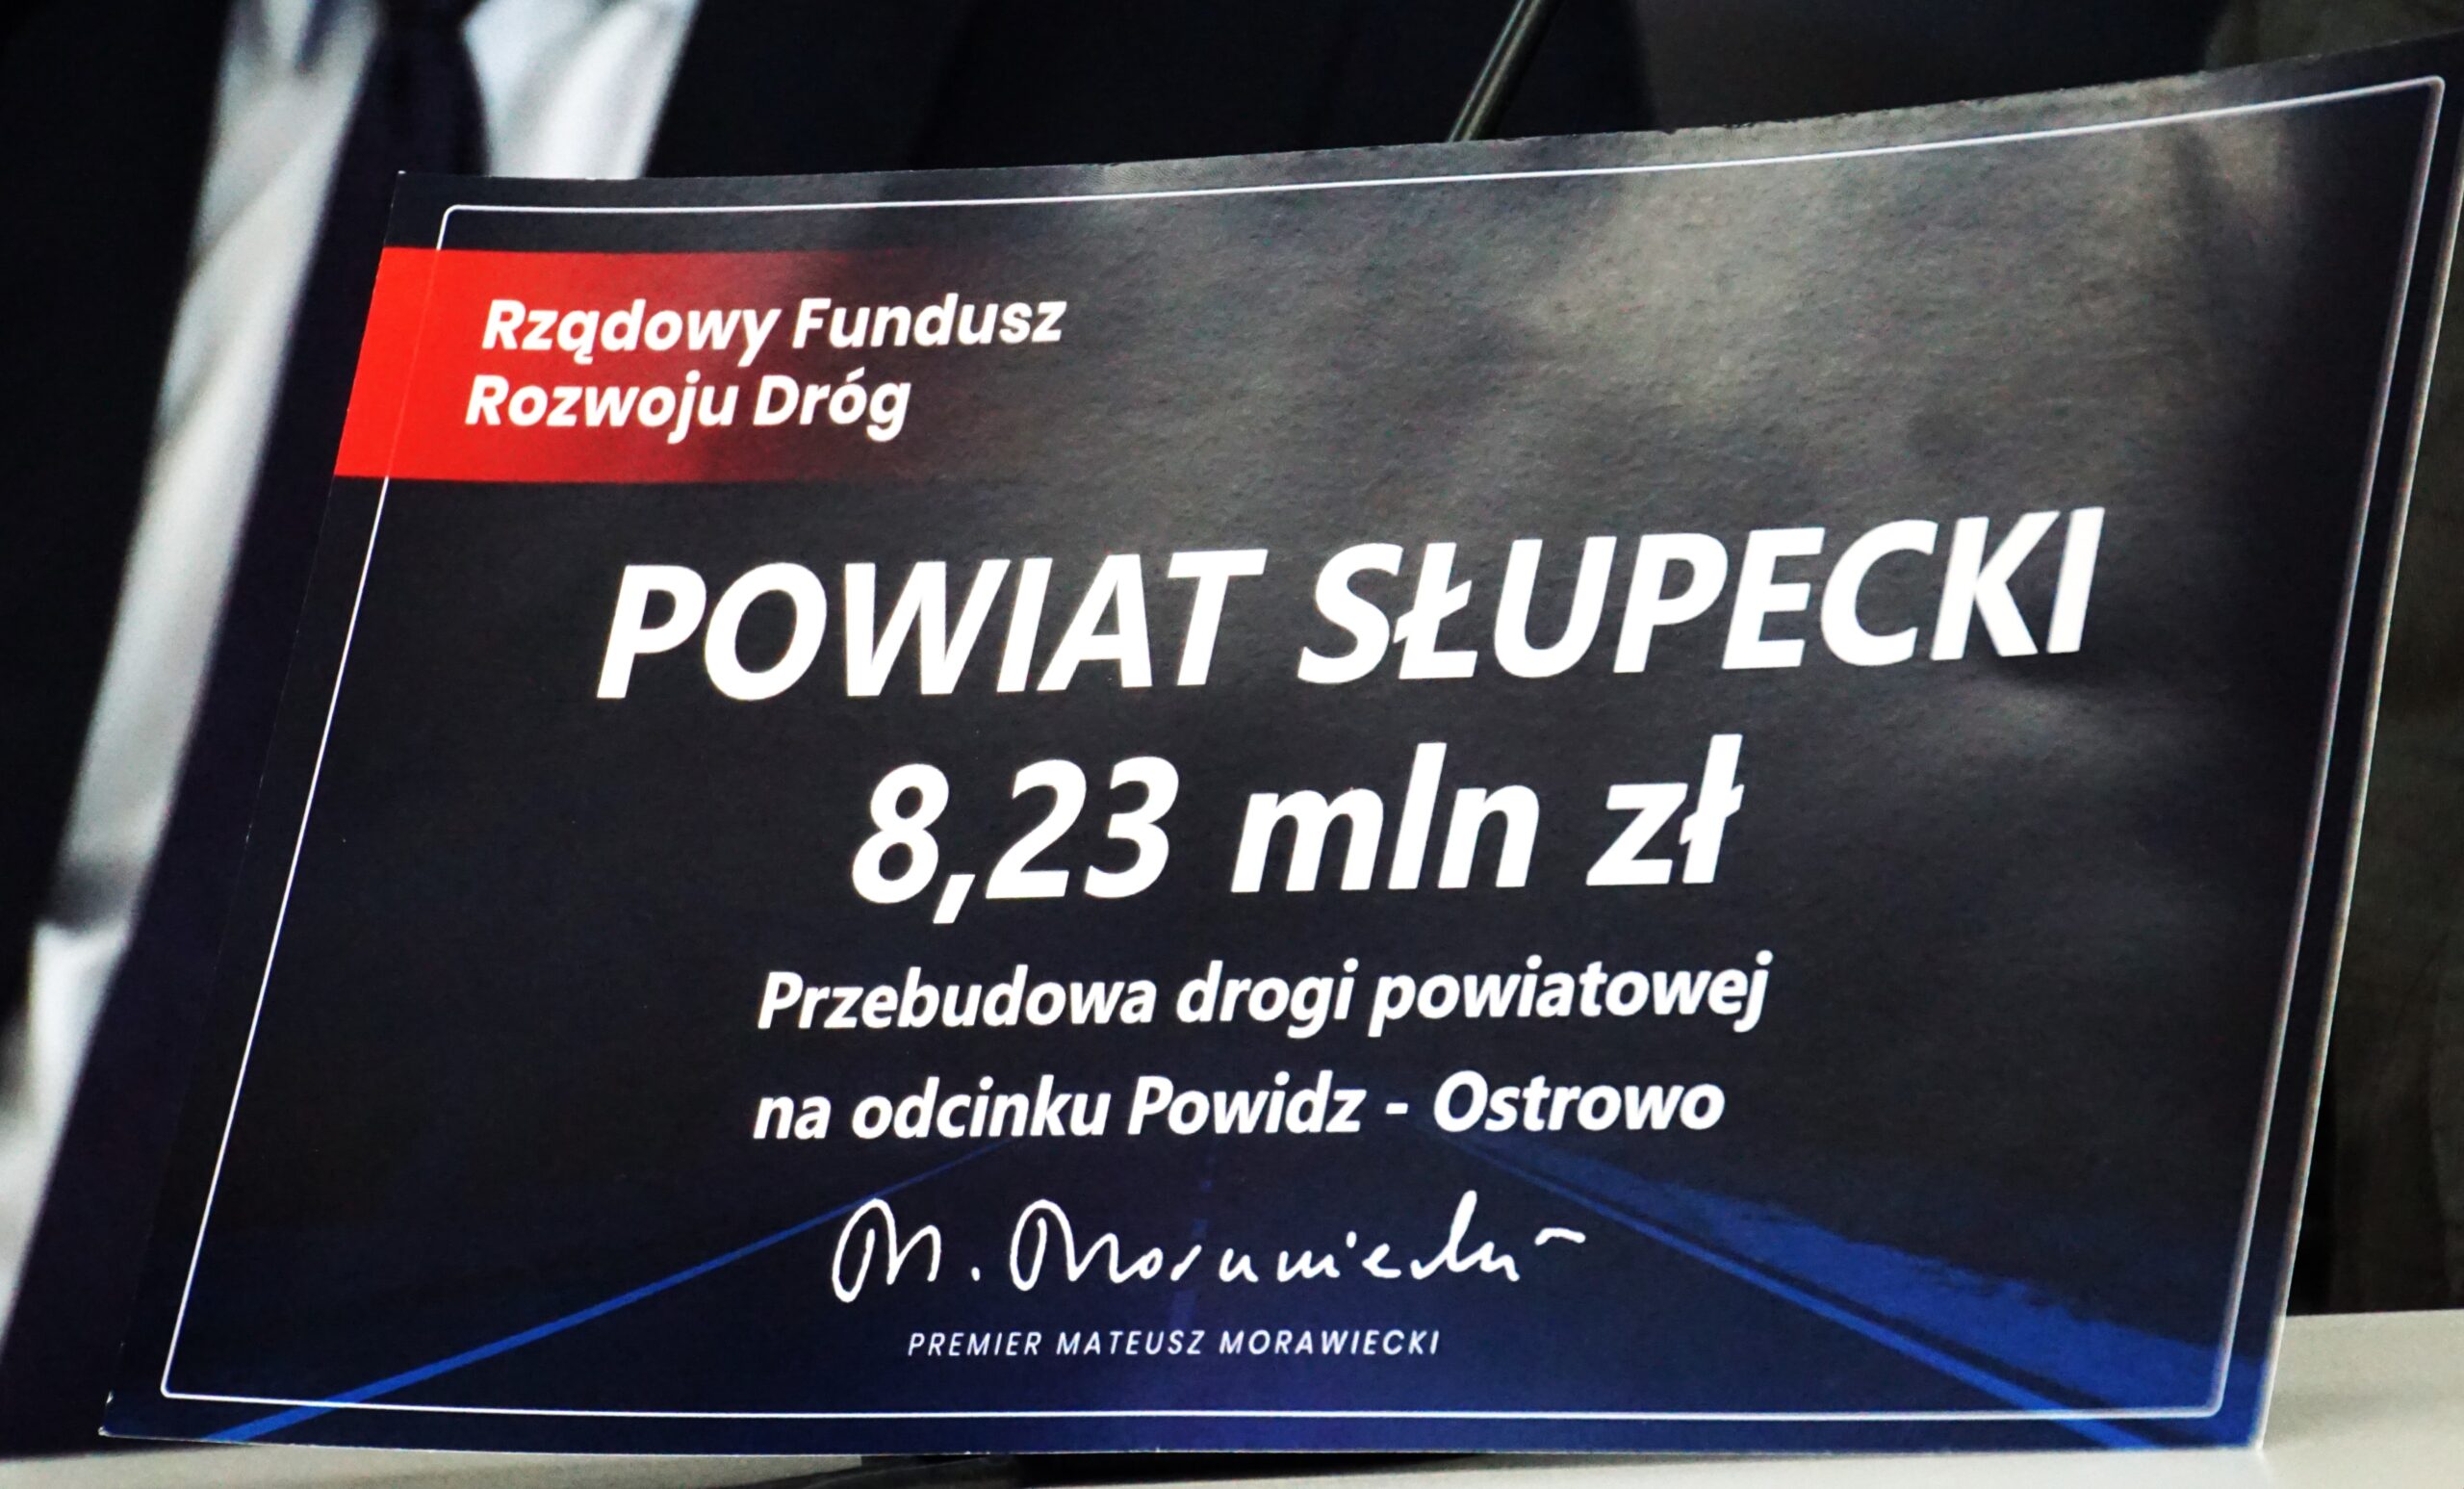 Rządowy Fundusz
Rozwoju Dróg
POWIAT SŁUPECKI
8,23 mln zł
Przebudowa drogi powiatowej
na odcinku Powidz - Ostrowo
M. Morawiecki
PREMIER MATEUSZ MORAWIECKI